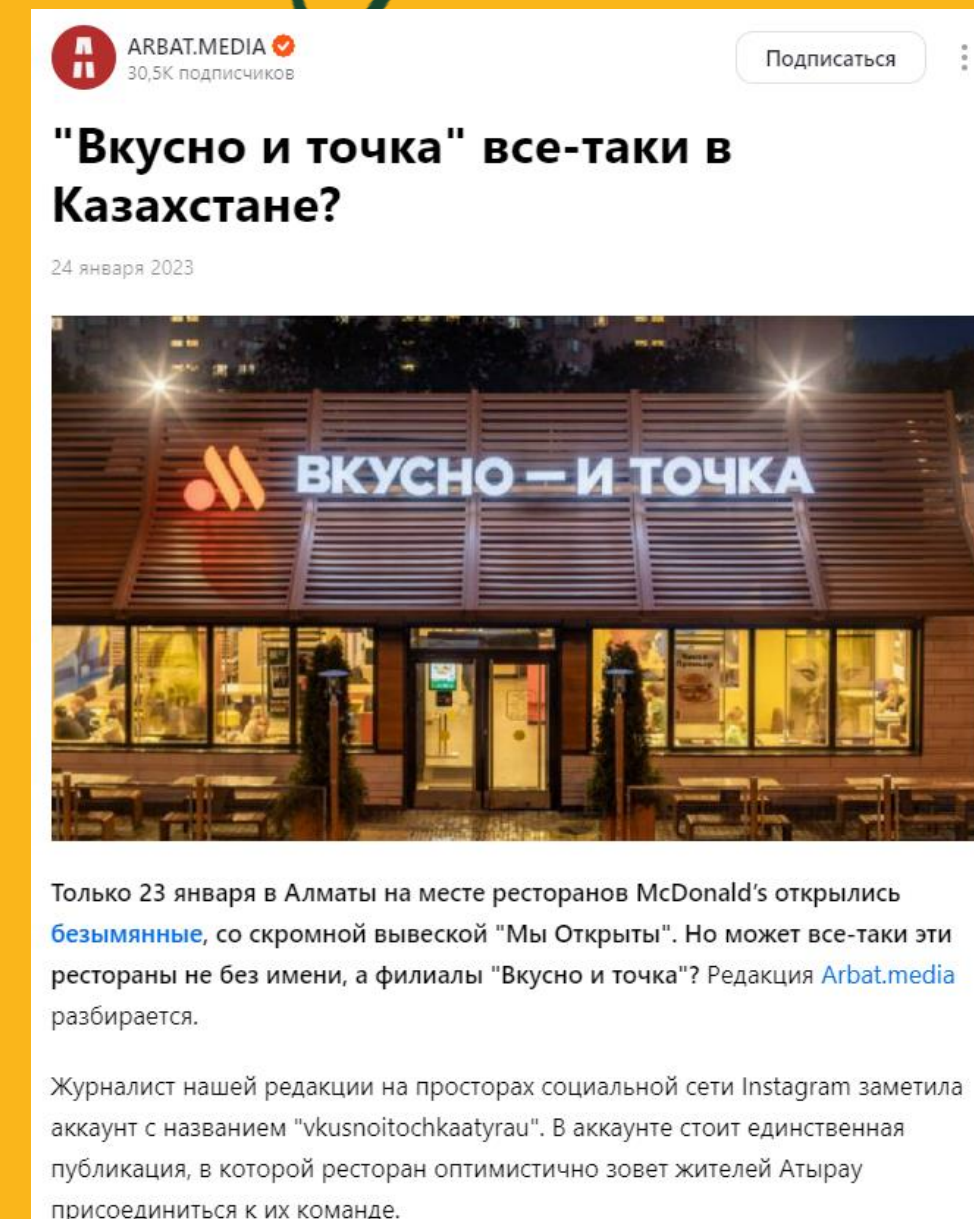 ARBAT.MEDIA
30,5K подписчиков
Подписаться
"Вкусно и точка" все-таки в
Казахстане?
24 января 2023
ВКУСНО – И ТОЧКА
Только 23 января в Алматы на месте ресторанов McDonald’s открылись
безымянные, со скромной вывеской "Мы Открыты". Но может все-таки эти
рестораны не без имени, а филиалы "Вкусно и точка"? Редакция Arbat.media
разбирается.
Журналист нашей редакции на просторах социальной сети Instagram заметила
аккаунт с названием "vkusnoitochkaatyrau". В аккаунте стоит единственная
публикация, в которой ресторан оптимистично зовет жителей Атырау
присоединиться к их команде.